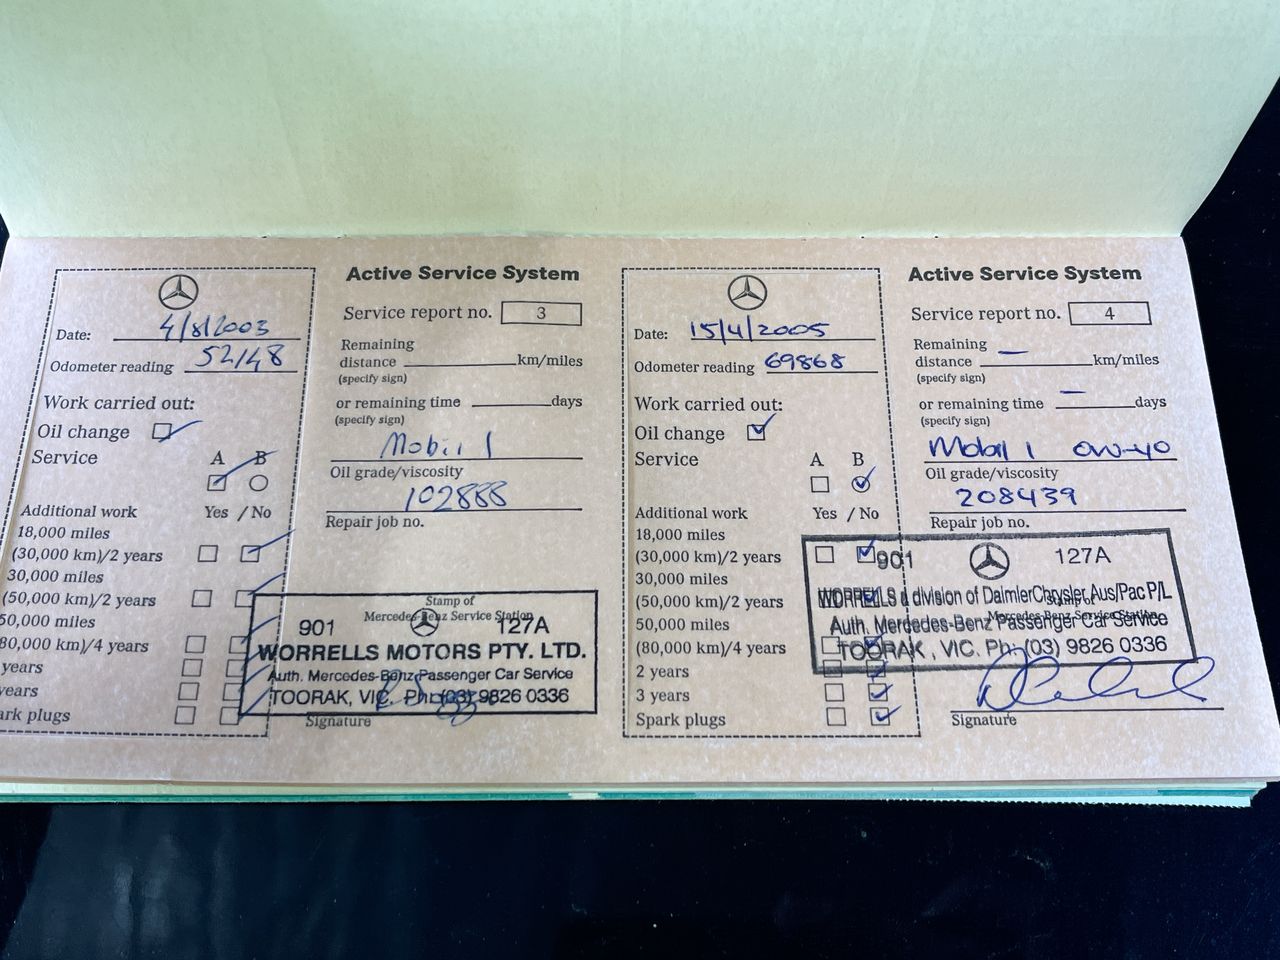 Active Service System
Service report no. 3
Date: 4/8/2003
Odometer reading 52148
Remaining
distance km/miles
(specify sign)
or remaining time days
(specify sign)
Work carried out:
Oil change
Service A B
Mobil 1
Oil grade/viscosity
102888
Repair job no.
Additional work Yes / No
18,000 miles
(30,000 km)/2 years
30,000 miles
(50,000 km)/2 years
50,000 miles
80,000 km)/4 years
years
years
ark plugs
Stamp of
Mercedes-Benz Service Station
901 127A
WORRELLS MOTORS PTY. LTD.
Auth. Mercedes-Benz Passenger Car Service
TOORAK, VIC. Ph. (03) 9826 0336
Signature
Active Service System
Service report no. 4
Date: 15/4/2005
Odometer reading 69868
Remaining
distance — km/miles
(specify sign)
or remaining time — days
(specify sign)
Work carried out:
Oil change
Service A B
Mobil 1 0W-40
Oil grade/viscosity
208439
Repair job no.
Additional work Yes / No
18,000 miles
(30,000 km)/2 years
30,000 miles
(50,000 km)/2 years
50,000 miles
(80,000 km)/4 years
2 years
3 years
Spark plugs
Mercedes-Benz Service Station
901 127A
WORRELLS a division of DaimlerChrysler Aus/Pac P/L
Auth. Mercedes-Benz Passenger Car Service
TOORAK, VIC. Ph. (03) 9826 0336
Signature